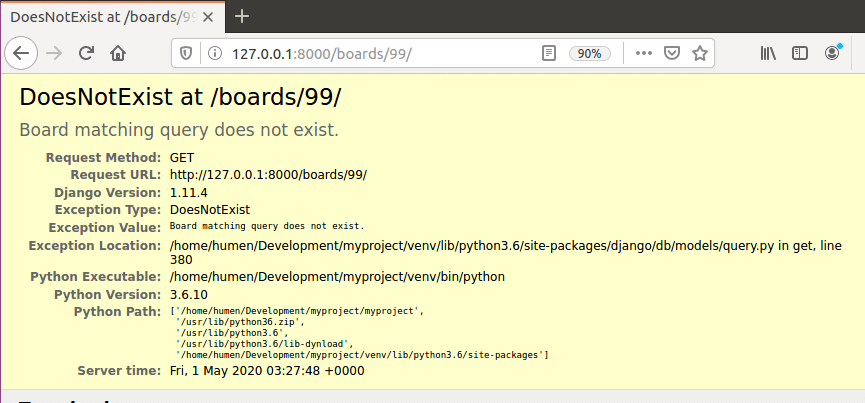 DoesNotExist at /boards/99
127.0.0.1:8000/boards/99/
90%
DoesNotExist at /boards/99/
Board matching query does not exist.
Request Method: GET
Request URL: http://127.0.0.1:8000/boards/99/
Django Version: 1.11.4
Exception Type: DoesNotExist
Exception Value: Board matching query does not exist.
Exception Location: /home/humen/Development/myproject/venv/lib/python3.6/site-packages/django/db/models/query.py in get, line
380
Python Executable: /home/humen/Development/myproject/venv/bin/python
Python Version: 3.6.10
Python Path: ['/home/humen/Development/myproject/myproject',
'/usr/lib/python36.zip',
'/usr/lib/python3.6',
'/usr/lib/python3.6/lib-dynload',
'/home/humen/Development/myproject/venv/lib/python3.6/site-packages']
Server time: Fri, 1 May 2020 03:27:48 +0000